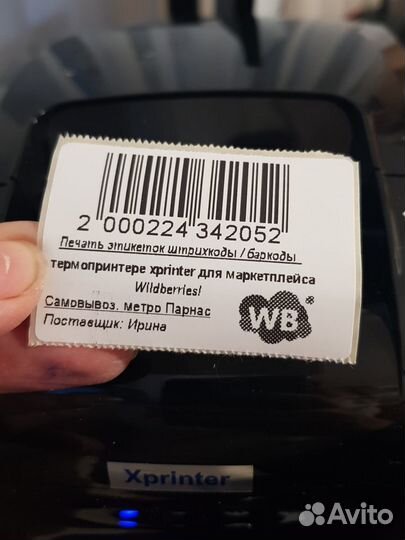 2 000224 342052
Печать этикеток штрихкоды / баркоды
термопринтере xprinter для маркетплейса
Wildberries!
Самовывоз. метро Парнас
Поставщик: Ирина
WB
Xprinter
Avito